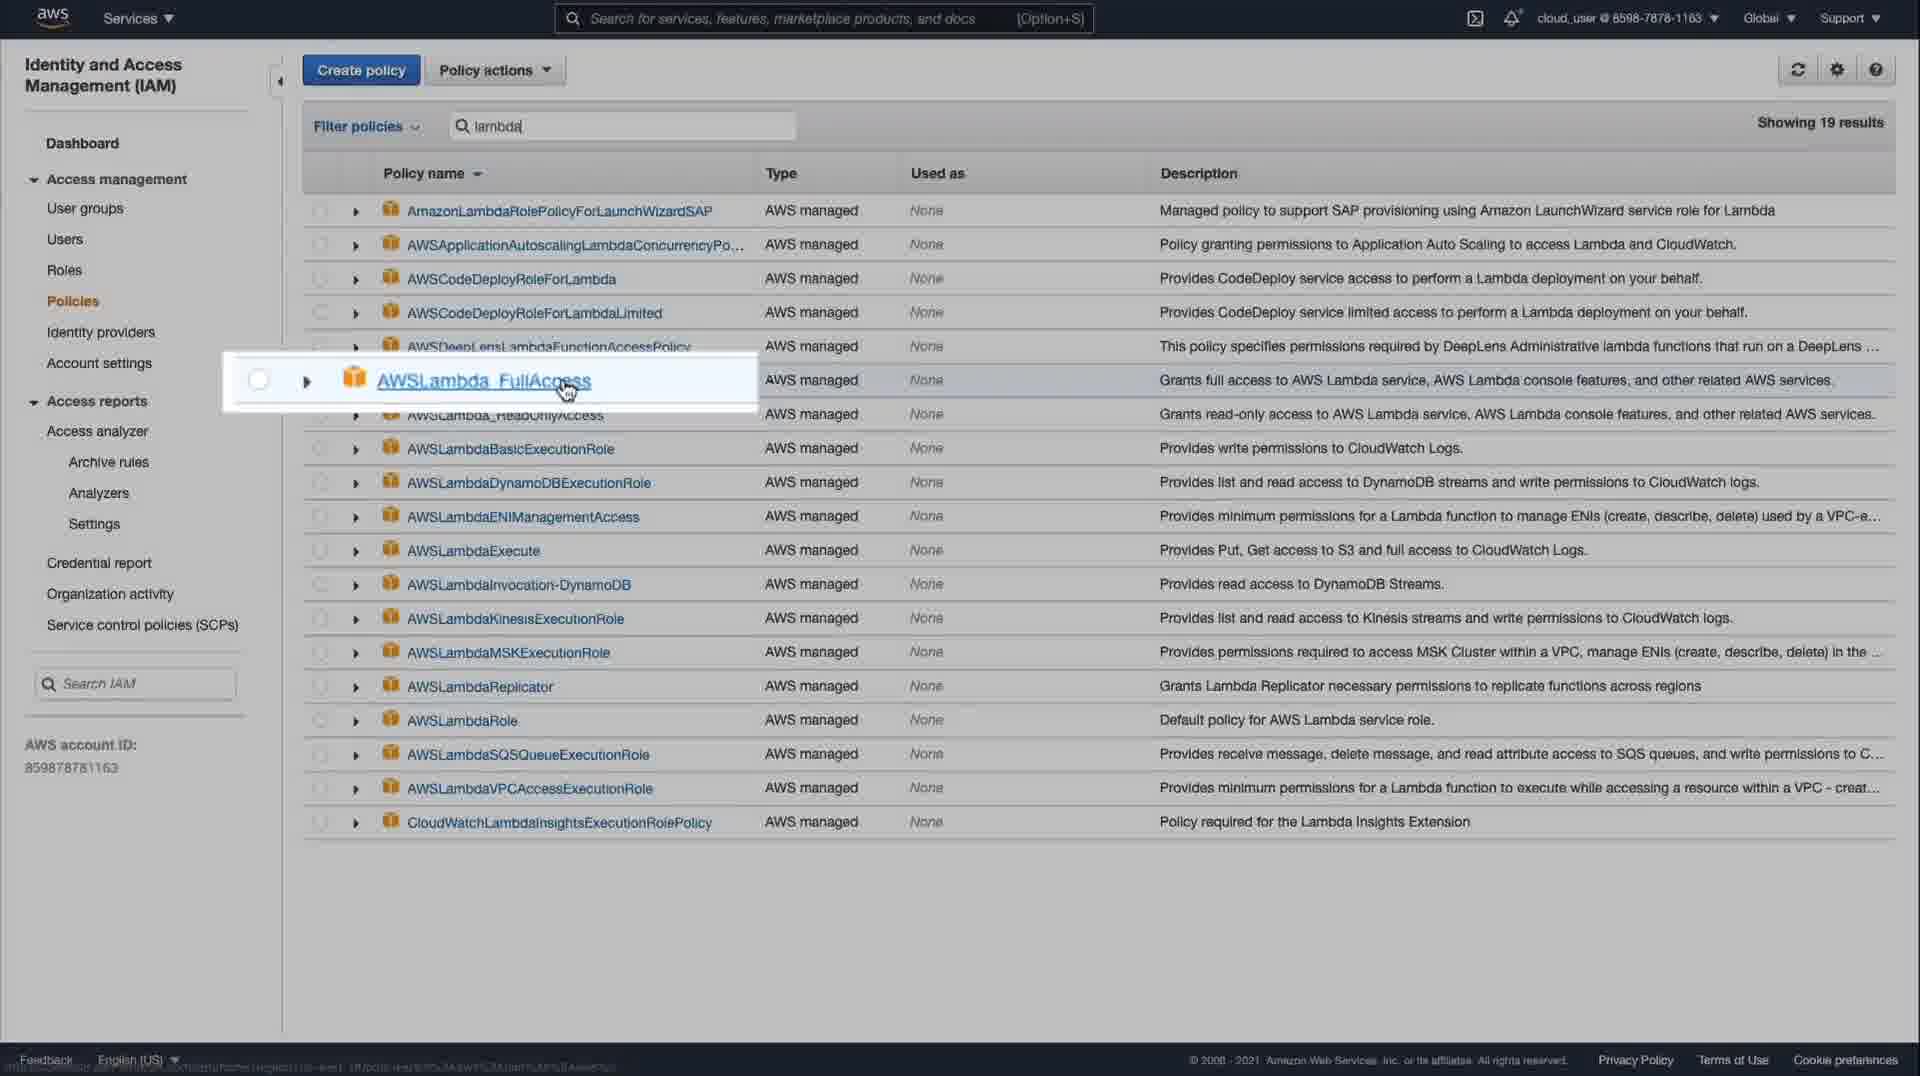 aws
Services
Search for services, features, marketplace products, and docs
[Option+S]
cloud_user @ 8598-7878-1163
Global
Support
Identity and Access
Management (IAM)
Dashboard
Access management
User groups
Users
Roles
Policies
Identity providers
Account settings
Access reports
Access analyzer
Archive rules
Analyzers
Settings
Credential report
Organization activity
Service control policies (SCPs)
Search IAM
AWS account ID:
859878781163
Create policy
Policy actions
Filter policies
lambda
Showing 19 results
Policy name Type Used as Description
AmazonLambdaRolePolicyForLaunchWizardSAP AWS managed None Managed policy to support SAP provisioning using Amazon LaunchWizard service role for Lambda
AWSApplicationAutoscalingLambdaConcurrencyPo... AWS managed None Policy granting permissions to Application Auto Scaling to access Lambda and CloudWatch.
AWSCodeDeployRoleForLambda AWS managed None Provides CodeDeploy service access to perform a Lambda deployment on your behalf.
AWSCodeDeployRoleForLambdaLimited AWS managed None Provides CodeDeploy service limited access to perform a Lambda deployment on your behalf.
AWSDeepLensLambdaFunctionAccessPolicy AWS managed None This policy specifies permissions required by DeepLens Administrative lambda functions that run on a DeepLens ...
AWSLambda_FullAccess AWS managed None Grants full access to AWS Lambda service, AWS Lambda console features, and other related AWS services.
AWSLambda_ReadOnlyAccess AWS managed None Grants read-only access to AWS Lambda service, AWS Lambda console features, and other related AWS services.
AWSLambdaBasicExecutionRole AWS managed None Provides write permissions to CloudWatch Logs.
AWSLambdaDynamoDBExecutionRole AWS managed None Provides list and read access to DynamoDB streams and write permissions to CloudWatch logs.
AWSLambdaENIManagementAccess AWS managed None Provides minimum permissions for a Lambda function to manage ENIs (create, describe, delete) used by a VPC-e...
AWSLambdaExecute AWS managed None Provides Put, Get access to S3 and full access to CloudWatch Logs.
AWSLambdaInvocation-DynamoDB AWS managed None Provides read access to DynamoDB Streams.
AWSLambdaKinesisExecutionRole AWS managed None Provides list and read access to Kinesis streams and write permissions to CloudWatch logs.
AWSLambdaMSKExecutionRole AWS managed None Provides permissions required to access MSK Cluster within a VPC, manage ENIs (create, describe, delete) in the ...
AWSLambdaReplicator AWS managed None Grants Lambda Replicator necessary permissions to replicate functions across regions
AWSLambdaRole AWS managed None Default policy for AWS Lambda service role.
AWSLambdaSQSQueueExecutionRole AWS managed None Provides receive message, delete message, and read attribute access to SQS queues, and write permissions to C...
AWSLambdaVPCAccessExecutionRole AWS managed None Provides minimum permissions for a Lambda function to execute while accessing a resource within a VPC - creat...
CloudWatchLambdaInsightsExecutionRolePolicy AWS managed None Policy required for the Lambda Insights Extension
Feedback
English (US)
© 2008 - 2021, Amazon Web Services, Inc. or its affiliates. All rights reserved.
Privacy Policy
Terms of Use
Cookie preferences